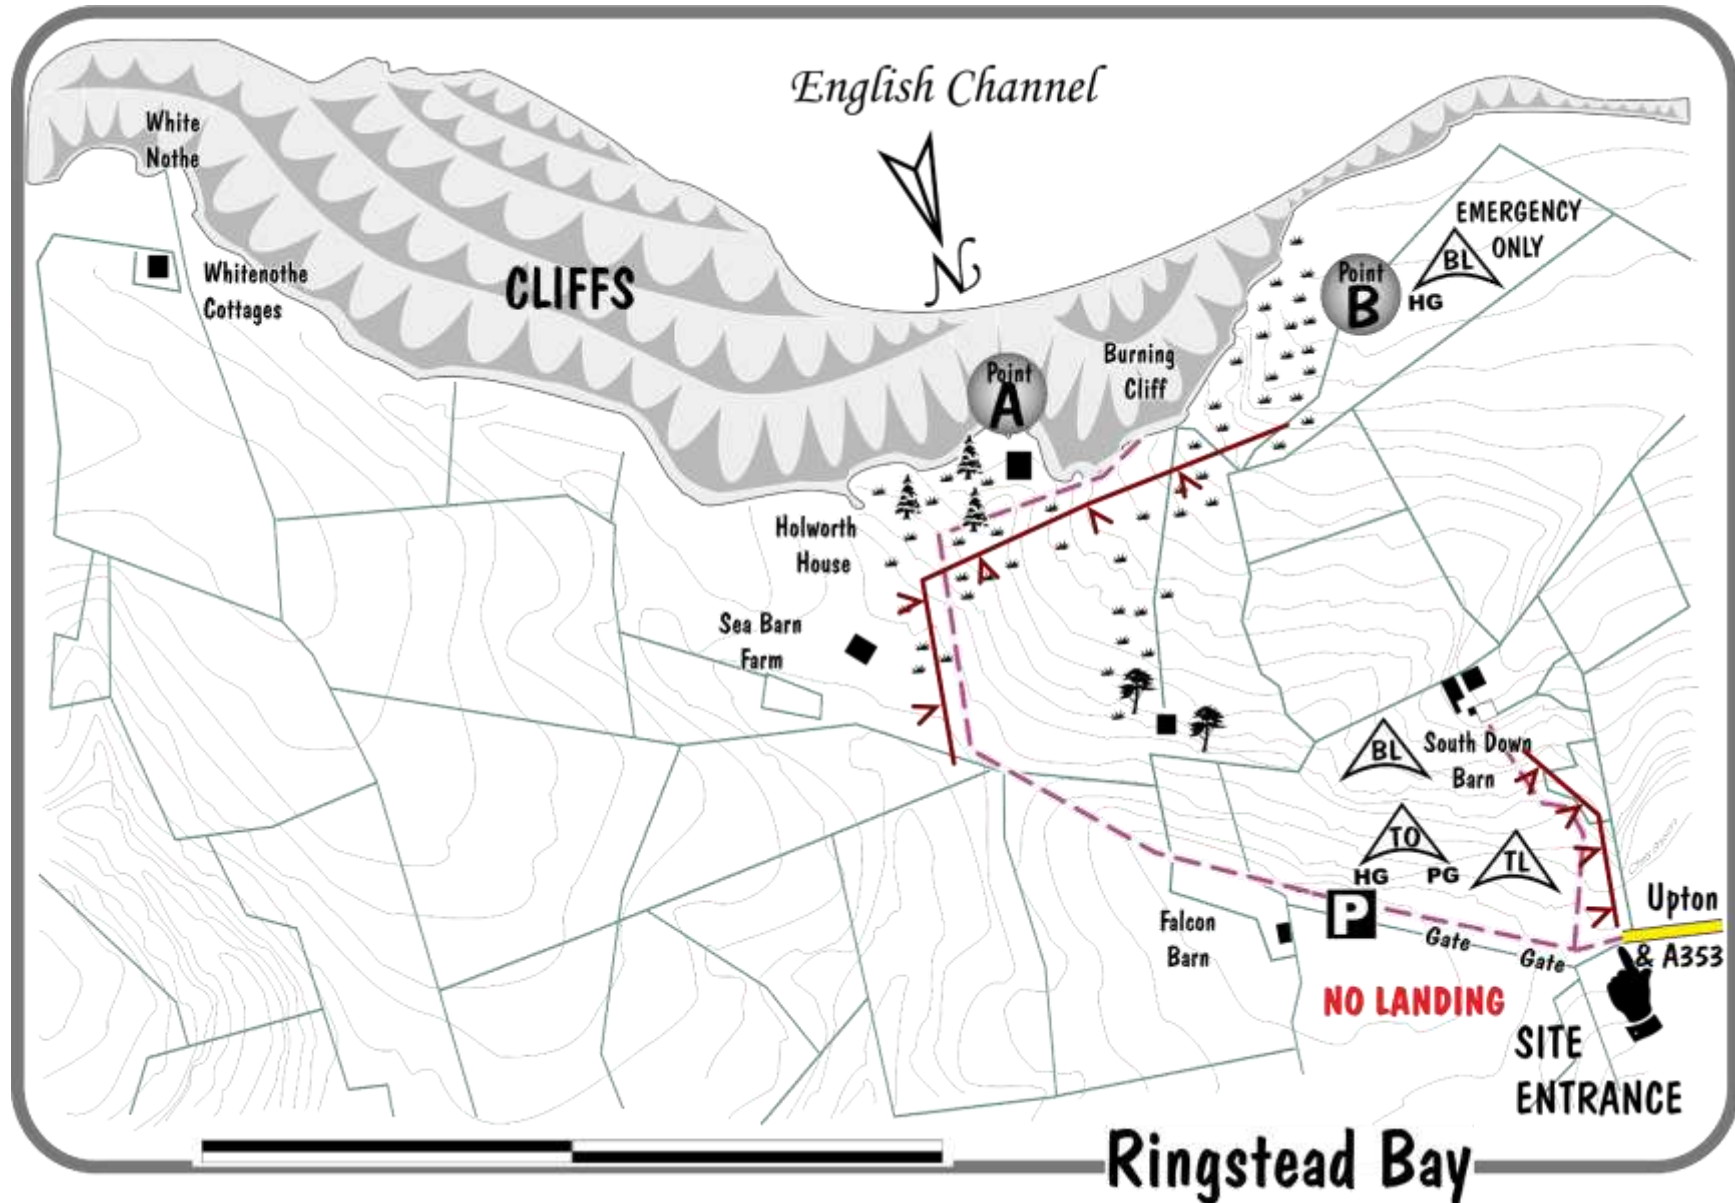 English Channel
White
Nothe
EMERGENCY
ONLY
BL
HG
Point
B
Whitenothe
Cottages
CLIFFS
N
Burning
Cliff
Point
A
Holworth
House
Sea Barn
Farm
BL
South Down
Barn
TO
HG
PG
TL
Upton
& A353
P
Gate
Gate
Falcon
Barn
NO LANDING
SITE
ENTRANCE
Ringstead Bay